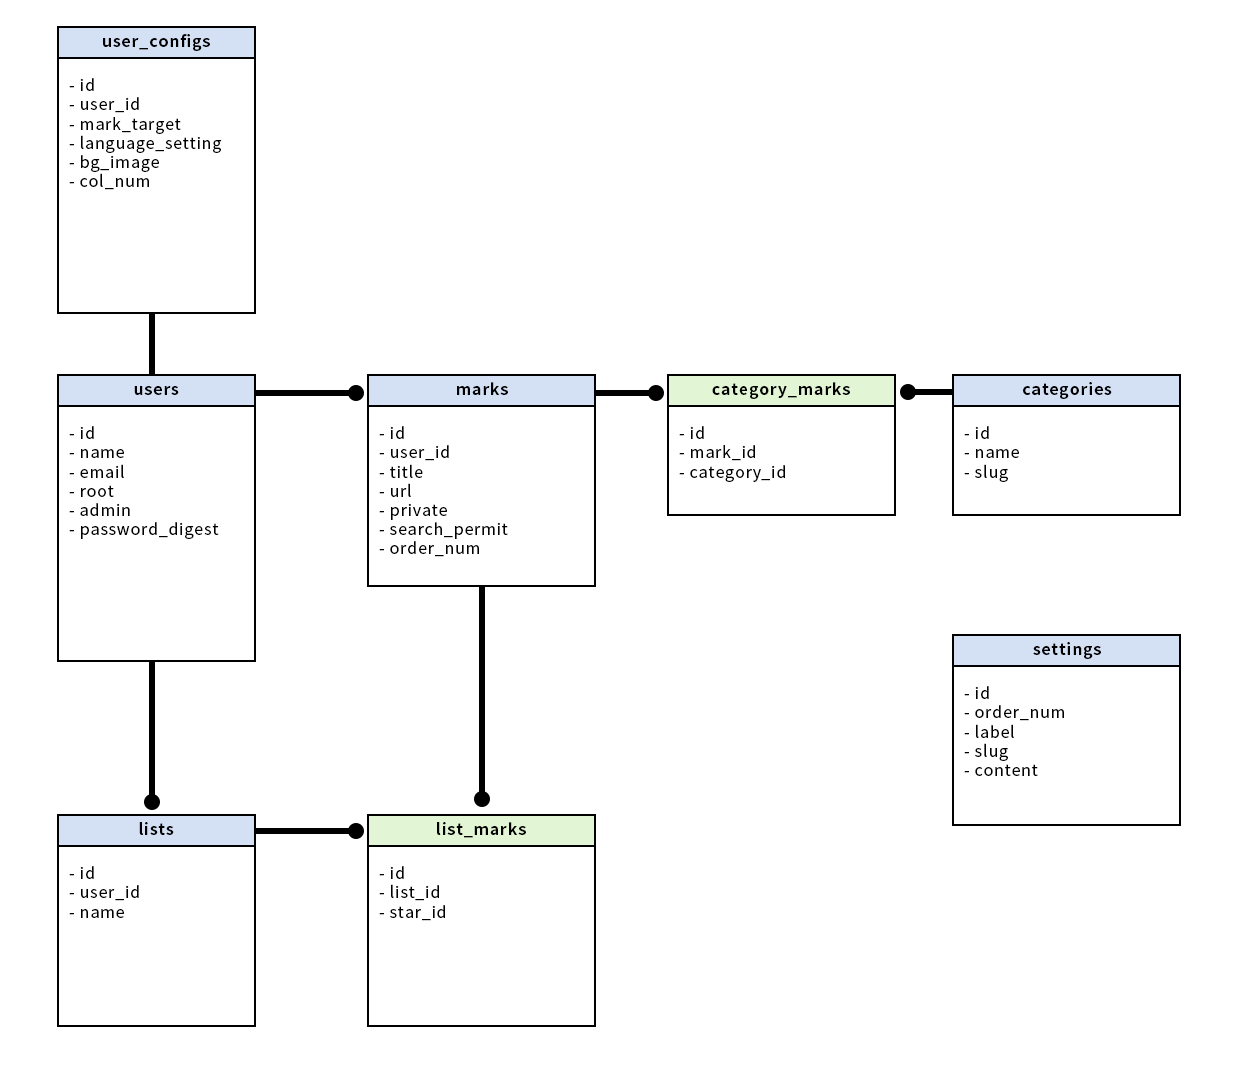 user_configs
- id
- user_id
- mark_target
- language_setting
- bg_image
- col_num
users
- id
- name
- email
- root
- admin
- password_digest
marks
- id
- user_id
- title
- url
- private
- search_permit
- order_num
category_marks
- id
- mark_id
- category_id
categories
- id
- name
- slug
settings
- id
- order_num
- label
- slug
- content
lists
- id
- user_id
- name
list_marks
- id
- list_id
- star_id